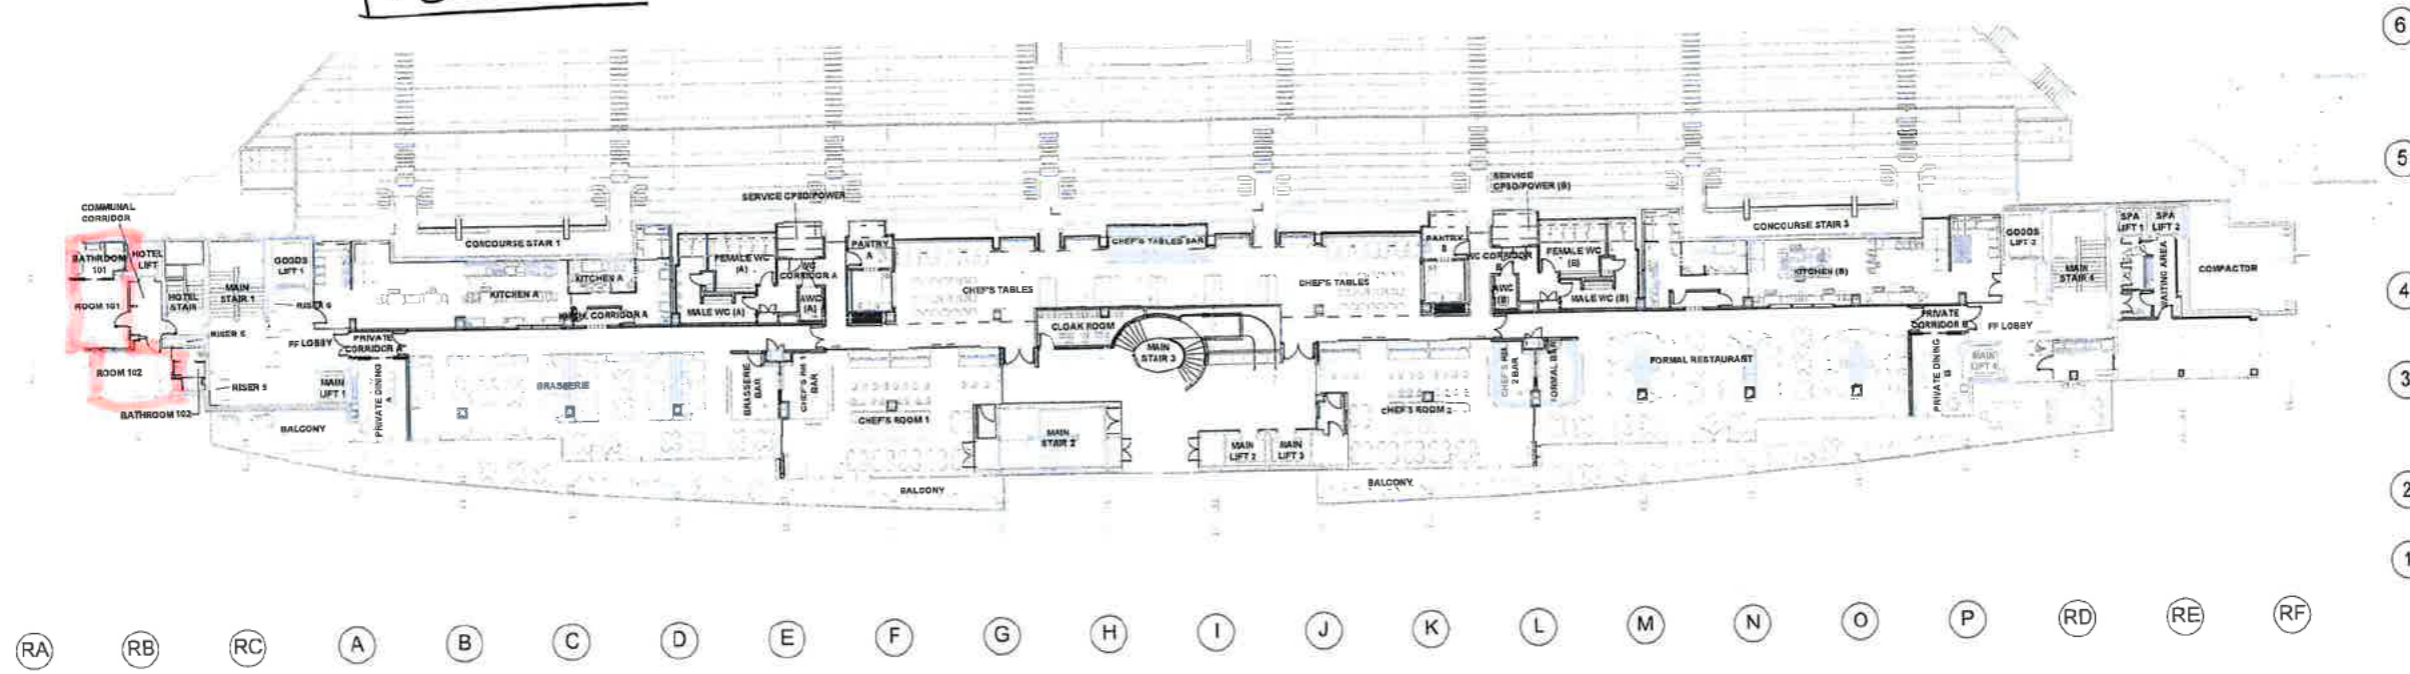 6
5
SERVICE CPSD/POWER
SERVICE
CPSD/POWER (B)
COMMUNAL
CORRIDOR
CONCOURSE STAIR 1
PANTRY
A
CHEF'S TABLES BAR
PANTRY
B
CONCOURSE STAIR 3
SPA
LIFT 1
SPA
LIFT 2
BATHROOM
101
HOTEL
LIFT
GOODS
LIFT 1
FEMALE WC
(A)
WC
CORRIDOR A
WC CORRIDOR
B
FEMALE WC
(B)
GOODS
LIFT 2
WAITING AREA
ROOM 101
HOTEL
STAIR
MAIN
STAIR 1
RISER 6
KITCHEN A
KITCHEN A
CORRIDOR A
MALE WC (A)
AWC
(A)
CHEF'S TABLES
CHEF'S TABLES
AWC
(B)
MALE WC (B)
KITCHEN (B)
MAIN
STAIR 4
COMPACTOR
4
RISER 5
FF LOBBY
PRIVATE
CORRIDOR A
CLOAK ROOM
MAIN
STAIR 3
PRIVATE
CORRIDOR B
FF LOBBY
ROOM 102
RISER 5
BATHROOM 102
MAIN
LIFT 1
PRIVATE DINING
A
BRASSERIE
BRASSERIE
BAR
CHEF'S RM 1
BAR
CHEF'S ROOM 1
CHEF'S ROOM 2
CHEF'S RM
2 BAR
FORMAL BAR
FORMAL RESTAURANT
PRIVATE DINING
B
MAIN
LIFT 4
3
BALCONY
MAIN
STAIR 2
MAIN
LIFT 2
MAIN
LIFT 3
BALCONY
BALCONY
2
1
RA
RB
RC
A
B
C
D
E
F
G
H
I
J
K
L
M
N
O
P
RD
RE
RF